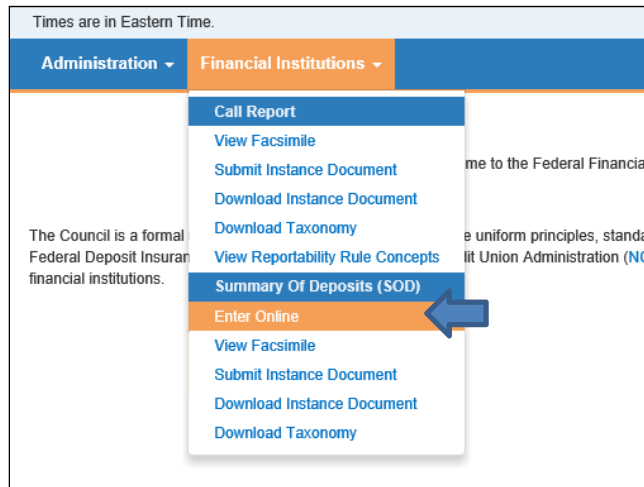 Times are in Eastern Time.
Administration Financial Institutions
Call Report
View Facsimile
Submit Instance Document
me to the Federal Financia
Download Instance Document
Download Taxonomy
The Council is a formal
e uniform principles, standa
Federal Deposit Insuran
View Reportability Rule Concepts
dit Union Administration (NC
financial institutions.
Summary Of Deposits (SOD)
Enter Online
View Facsimile
Submit Instance Document
Download Instance Document
Download Taxonomy